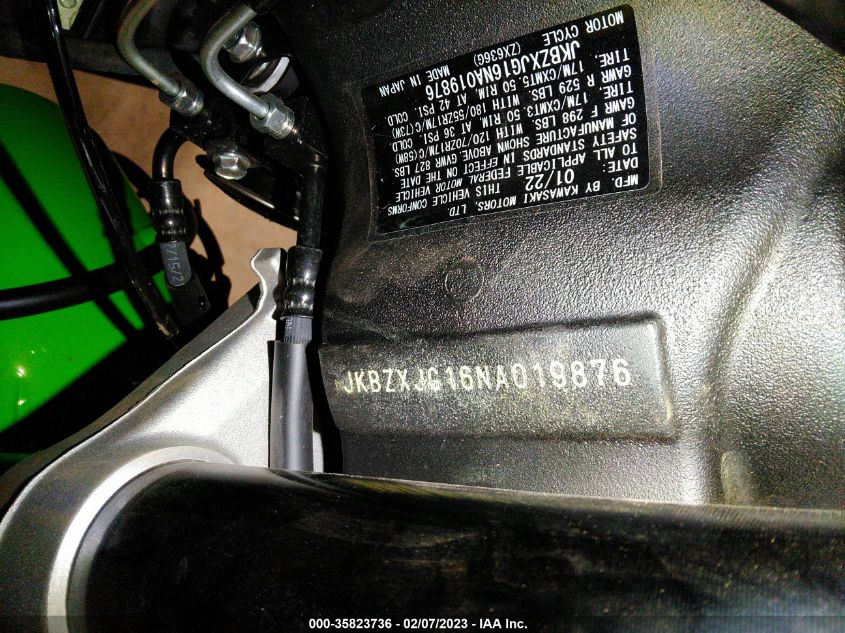 MFD. BY KAWASAKI MOTORS, LTD.
DATE: 01/22 THIS VEHICLE CONFORMS
TO ALL APPLICABLE FEDERAL MOTOR VEHICLE
SAFETY STANDARDS IN EFFECT ON THE DATE
OF MANUFACTURE SHOWN ABOVE. GVWR 827 LBS.
GAWR F 298 LBS. WITH 120/70ZR17M/C(58W)
TIRE, 17M/CXMT3.50 RIM, AT 36 PSI. COLD
GAWR R 529 LBS. WITH 180/55ZR17M/C(73W)
TIRE, 17M/CXMT5.50 RIM, AT 42 PSI. COLD
(ZX636G) MADE IN JAPAN
JKBZXJG16NA019876
MOTOR CYCLE
JKBZXJG16NA019876
000-35823736 - 02/07/2023 - IAA Inc.